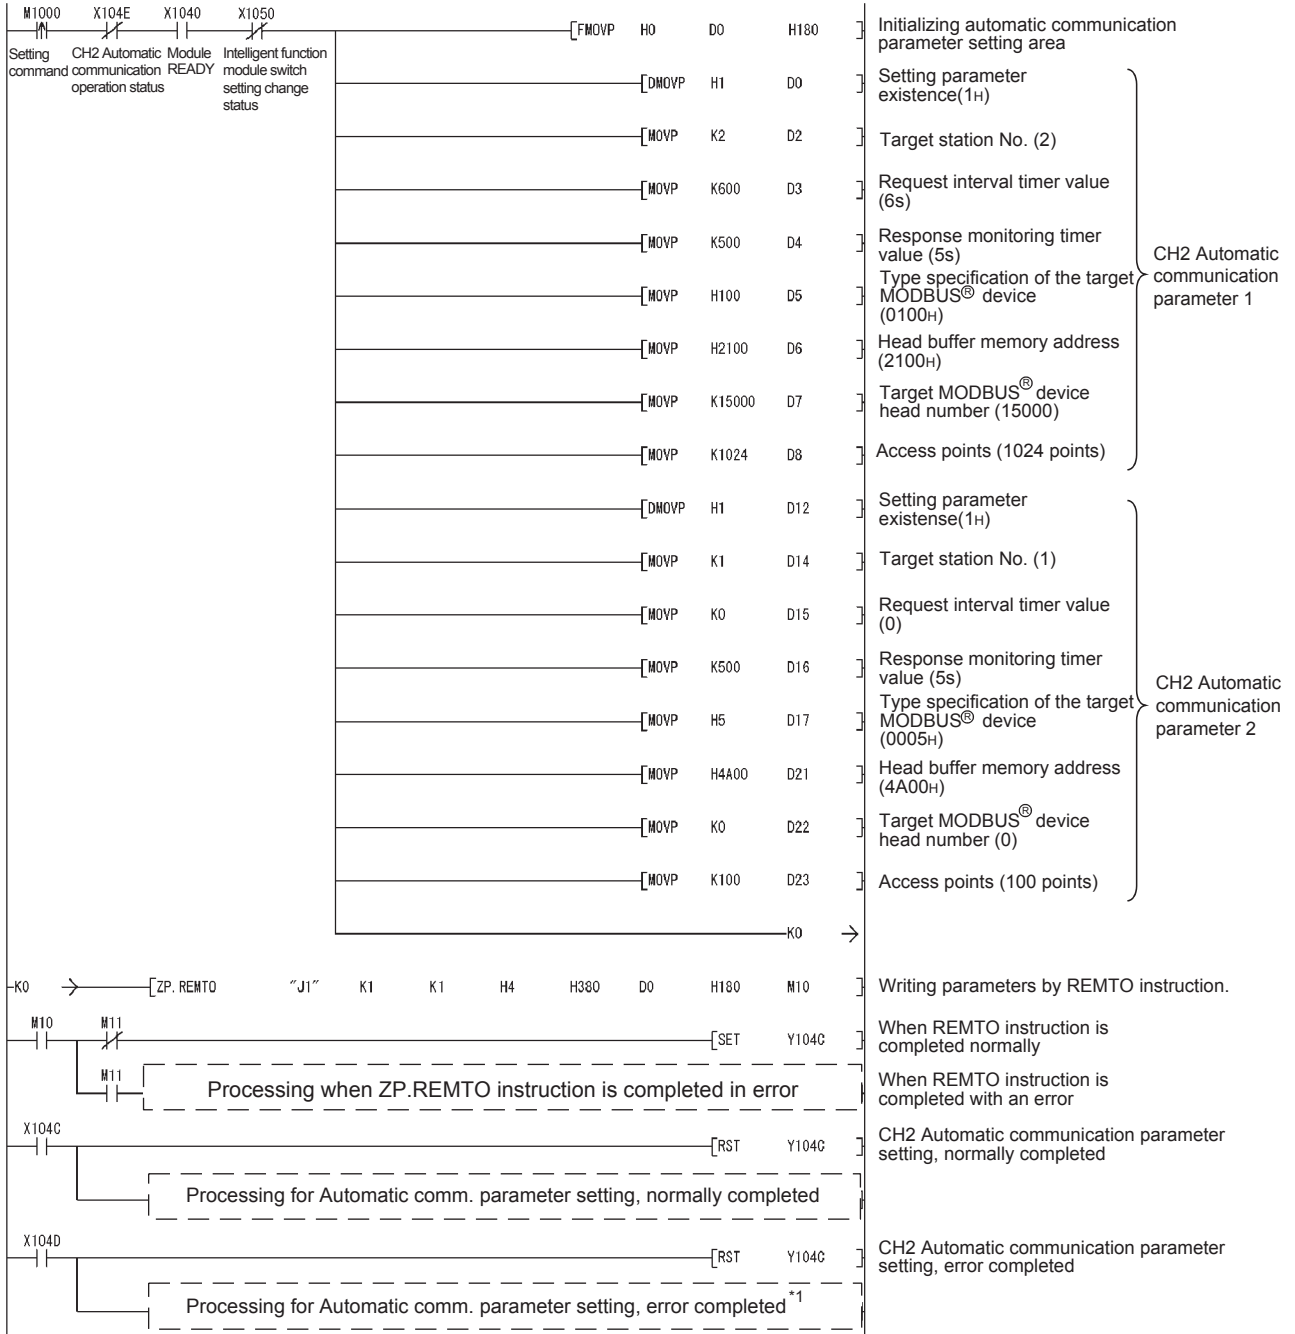 M1000 X104E X1040 X1050
Setting command
CH2 Automatic communication operation status
Module READY
Intelligent function module switch setting change status
[FMOVP H0 D0 H180 ]
Initializing automatic communication
parameter setting area
[DMOVP H1 D0 ]
Setting parameter
existence(1H)
[MOVP K2 D2 ]
Target station No. (2)
[MOVP K600 D3 ]
Request interval timer value
(6s)
[MOVP K500 D4 ]
Response monitoring timer
value (5s)
[MOVP H100 D5 ]
Type specification of the target
MODBUS® device
(0100H)
[MOVP H2100 D6 ]
Head buffer memory address
(2100H)
[MOVP K15000 D7 ]
Target MODBUS® device
head number (15000)
[MOVP K1024 D8 ]
Access points (1024 points)
CH2 Automatic
communication
parameter 1
[DMOVP H1 D12 ]
Setting parameter
existense(1H)
[MOVP K1 D14 ]
Target station No. (1)
[MOVP K0 D15 ]
Request interval timer value
(0)
[MOVP K500 D16 ]
Response monitoring timer
value (5s)
[MOVP H5 D17 ]
Type specification of the target
MODBUS® device
(0005H)
[MOVP H4A00 D21 ]
Head buffer memory address
(4A00H)
[MOVP K0 D22 ]
Target MODBUS® device
head number (0)
[MOVP K100 D23 ]
Access points (100 points)
CH2 Automatic
communication
parameter 2
K0
K0 [ZP.REMTO "J1" K1 K1 H4 H380 D0 H180 M10 ]
Writing parameters by REMTO instruction.
M10 M11 [SET Y104C ]
When REMTO instruction is
completed normally
M11
Processing when ZP.REMTO instruction is completed in error
When REMTO instruction is
completed with an error
X104C [RST Y104C ]
CH2 Automatic communication parameter
setting, normally completed
Processing for Automatic comm. parameter setting, normally completed
X104D [RST Y104C ]
CH2 Automatic communication parameter
setting, error completed
Processing for Automatic comm. parameter setting, error completed *1